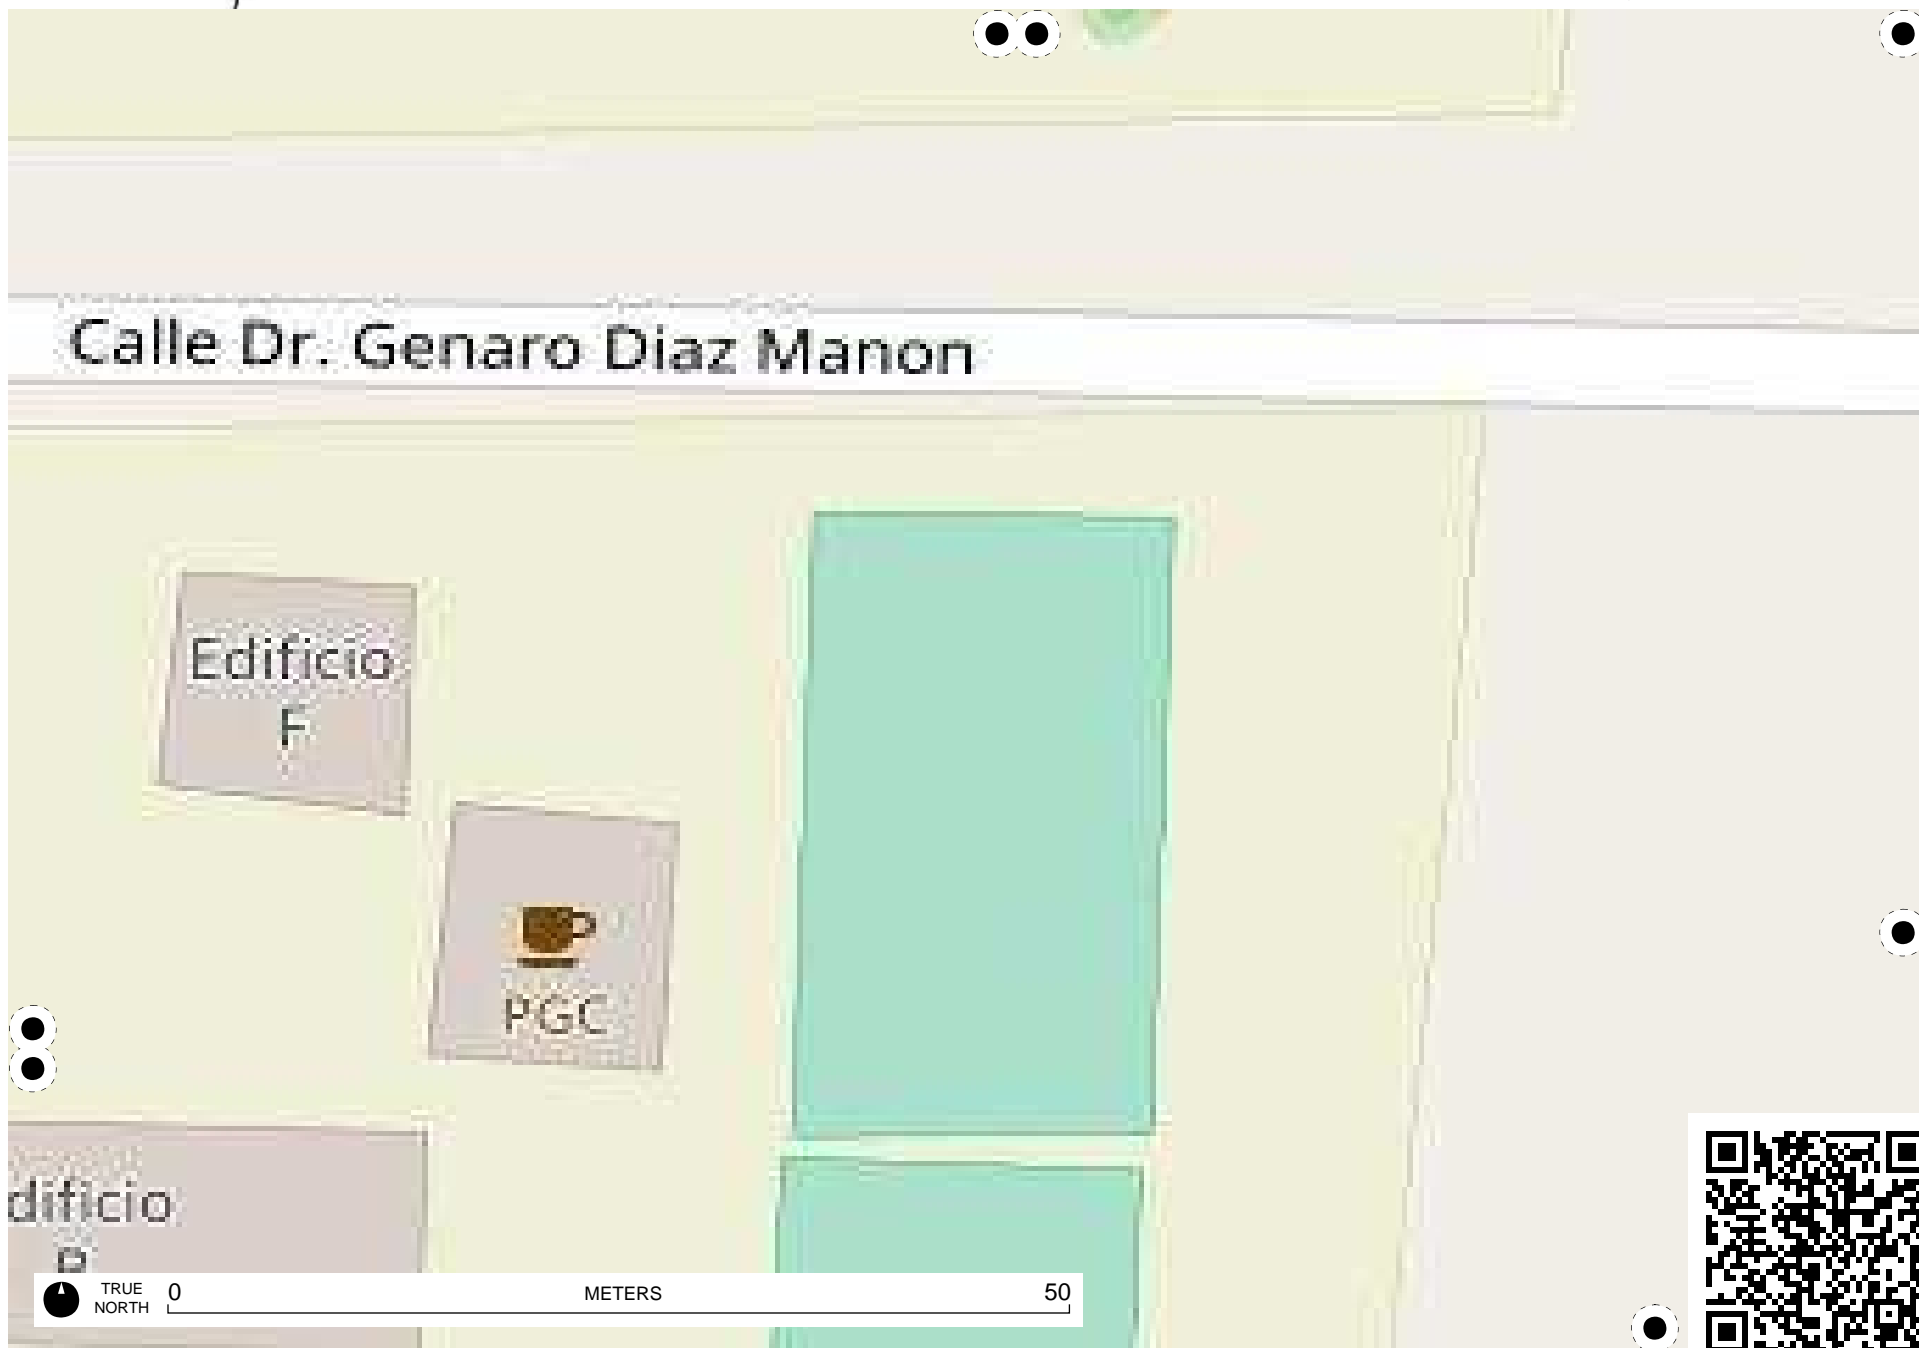 Calle Dr. Genaro Diaz Manon
Edificio
F
PGC
dificio
TRUE
NORTH
0
METERS
50